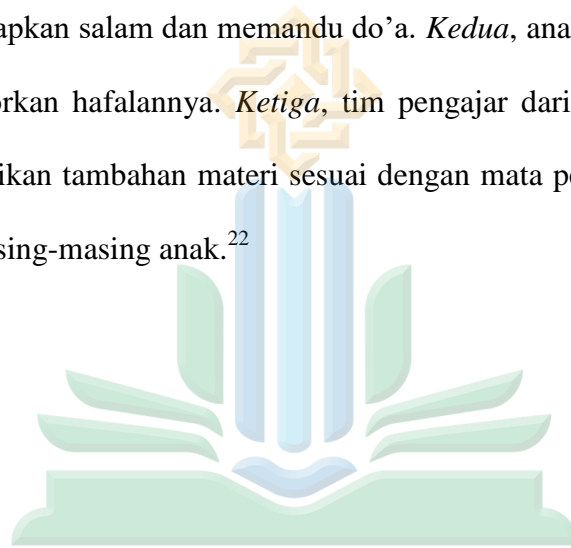 apkan salam dan memandu do’a. Kedua, ana
orkan hafalannya. Ketiga, tim pengajar dari
ikan tambahan materi sesuai dengan mata pe
sing-masing anak.22